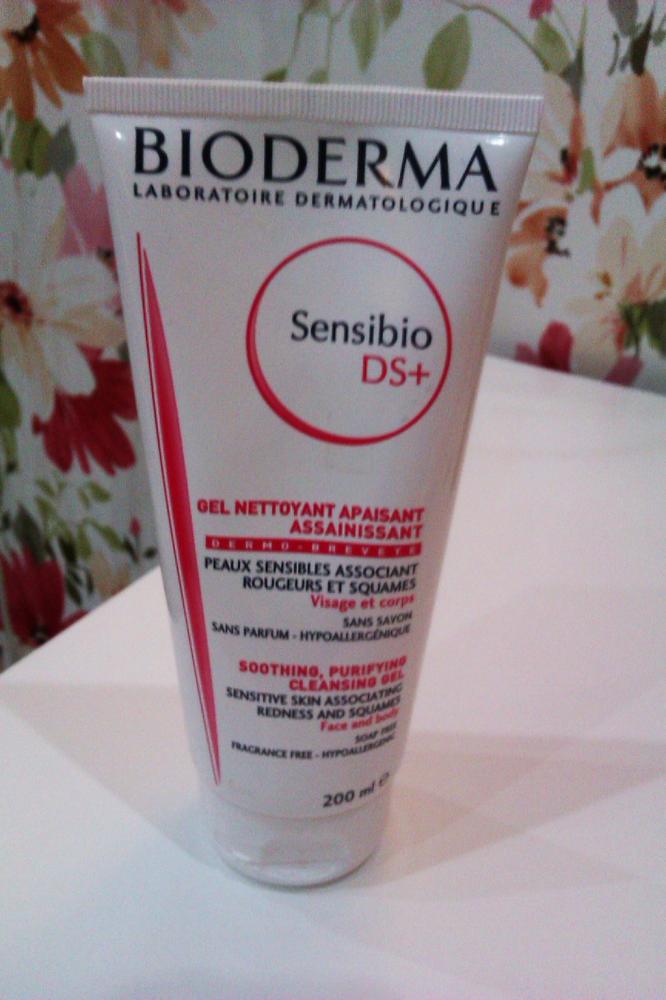 BIODERMA
LABORATOIRE DERMATOLOGIQUE
Sensibio
DS+
GEL NETTOYANT APAISANT
ASSAINISSANT
DERMO-BREVETÉ
PEAUX SENSIBLES ASSOCIANT
ROUGEURS ET SQUAMES
Visage et corps
SANS SAVON
SANS PARFUM - HYPOALLERGÉNIQUE
SOOTHING, PURIFYING
CLEANSING GEL
SENSITIVE SKIN ASSOCIATING
REDNESS AND SQUAMES
Face and body
SOAP FREE
FRAGRANCE FREE - HYPOALLERGENIC
200 ml ℮